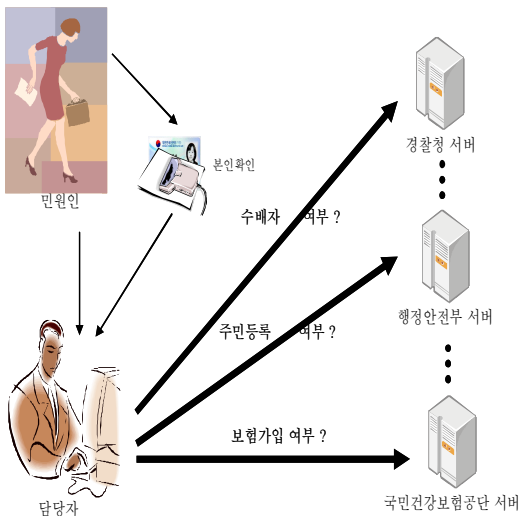 경찰청 서버
본인확인
민원인
수배자 여부 ?
행정안전부 서버
주민등록 여부 ?
보험가입 여부 ?
담당자
국민건강보험공단 서버